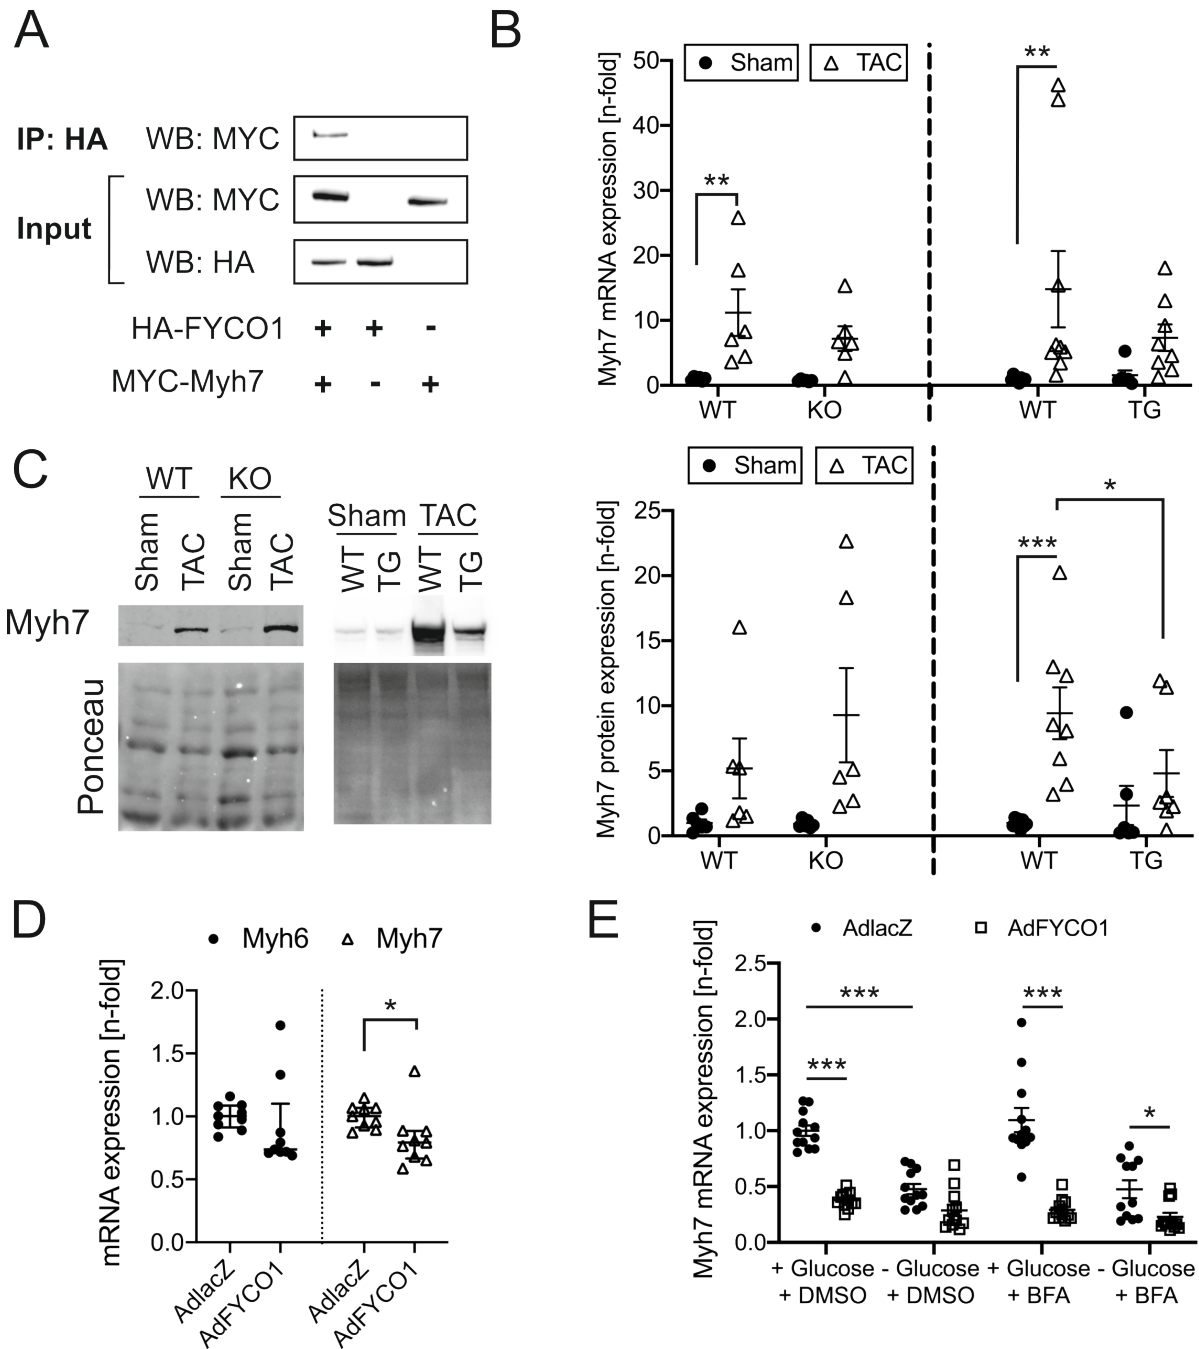 A
IP: HA WB: MYC
Input WB: MYC
WB: HA
HA-FYCO1 + + -
MYC-Myh7 + - +
B
Sham TAC
Myh7 mRNA expression [n-fold]
50
40
30
20
10
0
** **
WT KO WT TG
C
WT KO
Sham TAC Sham TAC
Sham TAC
WT TG WT TG
Myh7
Ponceau
Sham TAC
Myh7 protein expression [n-fold]
25
20
15
10
5
0
*** *
WT KO WT TG
D
Myh6 Myh7
mRNA expression [n-fold]
2.0
1.5
1.0
0.5
0.0
*
AdlacZ AdFYCO1 AdlacZ AdFYCO1
E
AdlacZ AdFYCO1
Myh7 mRNA expression [n-fold]
2.5
2.0
1.5
1.0
0.5
0.0
*** ***
***
*
+ Glucose - Glucose + Glucose - Glucose
+ DMSO + DMSO + BFA + BFA